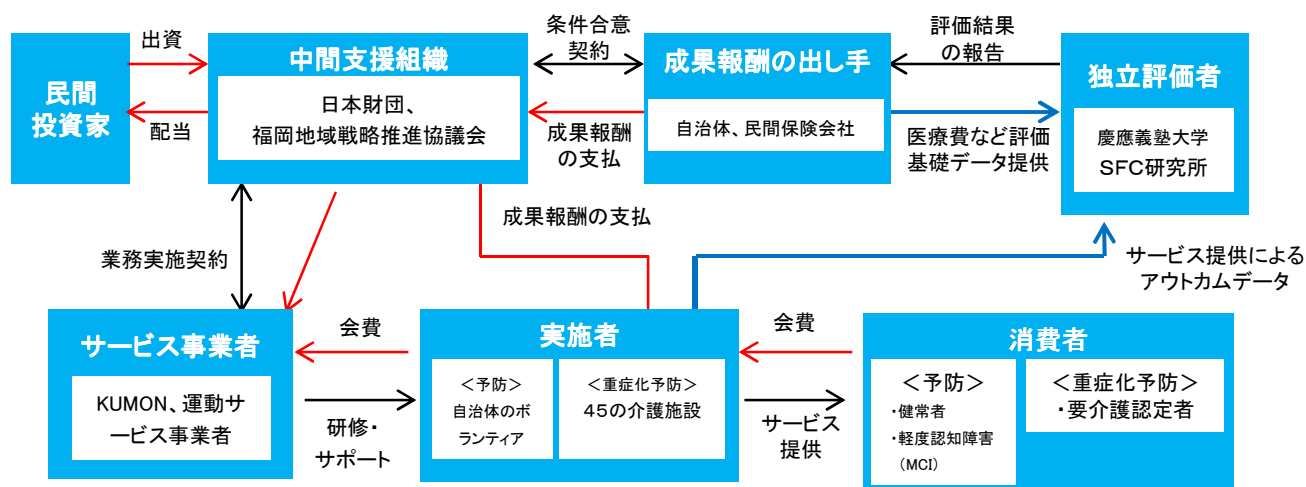 民間
投資家
出資
配当
中間支援組織
日本財団、
福岡地域戦略推進協議会
条件合意
契約
成果報酬
の支払
成果報酬の出し手
自治体、民間保険会社
評価結果
の報告
医療費など評価
基礎データ提供
独立評価者
慶應義塾大学
SFC研究所
業務実施契約
成果報酬の支払
サービス提供による
アウトカムデータ
サービス事業者
KUMON、運動サ
ービス事業者
会費
研修・
サポート
実施者
<予防>
自治体のボ
ランティア
<重症化予防>
45の介護施設
会費
サービス
提供
消費者
<予防>
・健常者
・軽度認知障害
(MCI)
<重症化予防>
・要介護認定者